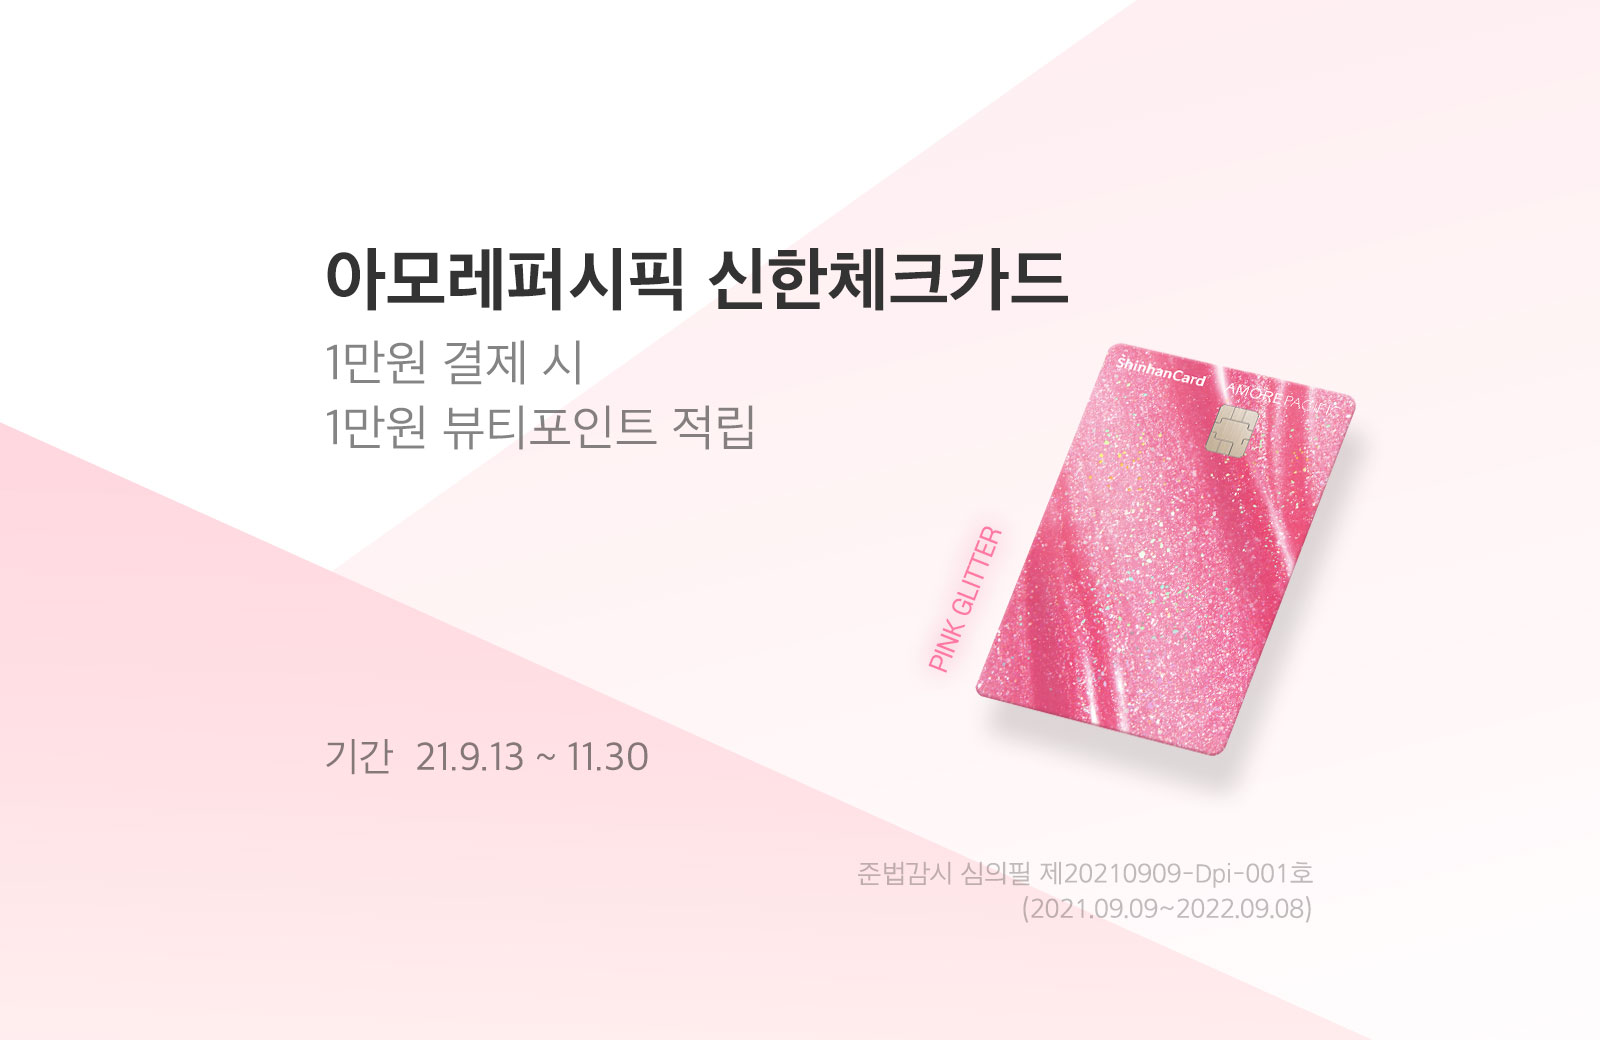 아모레퍼시픽 신한체크카드
1만원 결제 시
1만원 뷰티포인트 적립
ShinhanCard
AMOREPACIFIC
PINK GLITTER
기간 21.9.13 ~ 11.30
준법감시 심의필 제20210909-Dpi-001호
(2021.09.09~2022.09.08)